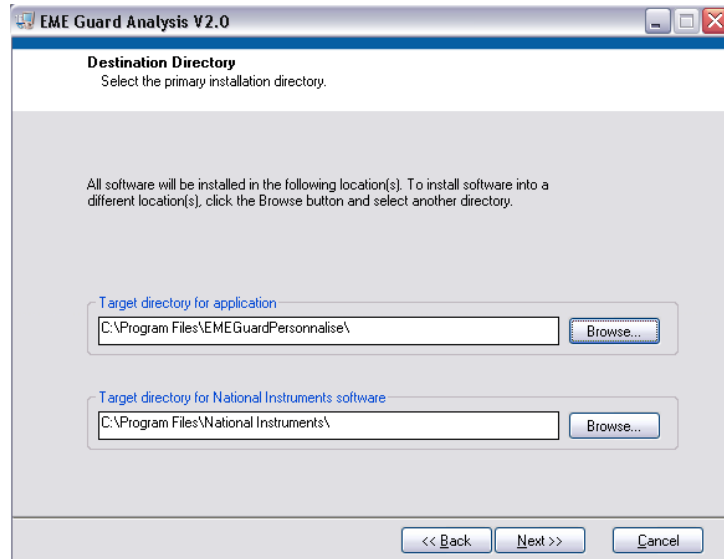 EME Guard Analysis V2.0
Destination Directory
Select the primary installation directory.
All software will be installed in the following location(s). To install software into a
different location(s), click the Browse button and select another directory.
Target directory for application
C:\Program Files\EMEGuardPersonnalise\
Browse...
Target directory for National Instruments software
C:\Program Files\National Instruments\
Browse...
<< Back
Next >>
Cancel